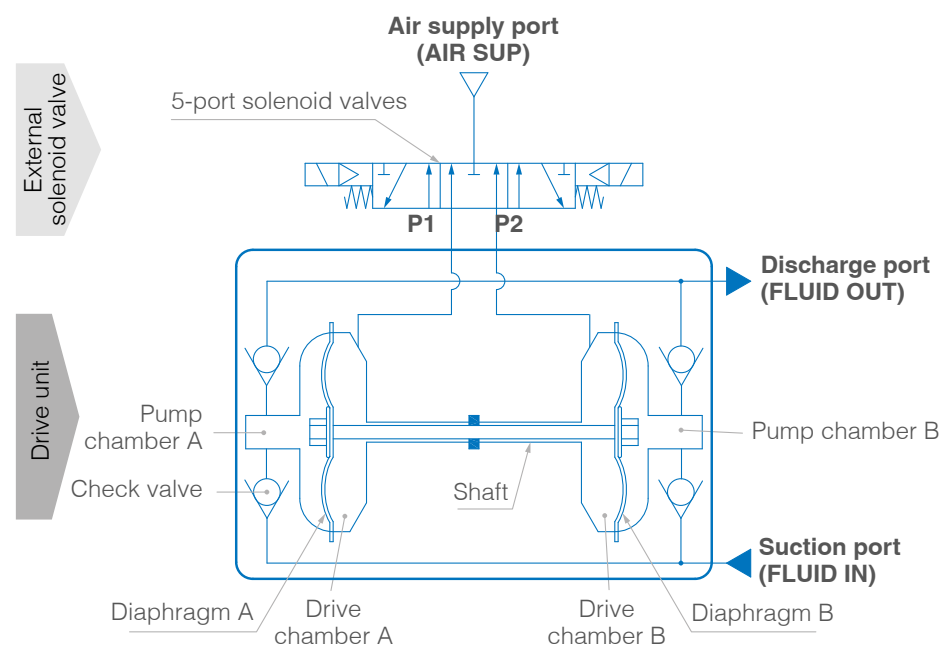 Air supply port
(AIR SUP)
External
solenoid valve
5-port solenoid valves
P1
P2
Discharge port
(FLUID OUT)
Drive unit
Pump
chamber A
Pump chamber B
Check valve
Shaft
Suction port
(FLUID IN)
Diaphragm A
Drive
chamber A
Drive
chamber B
Diaphragm B